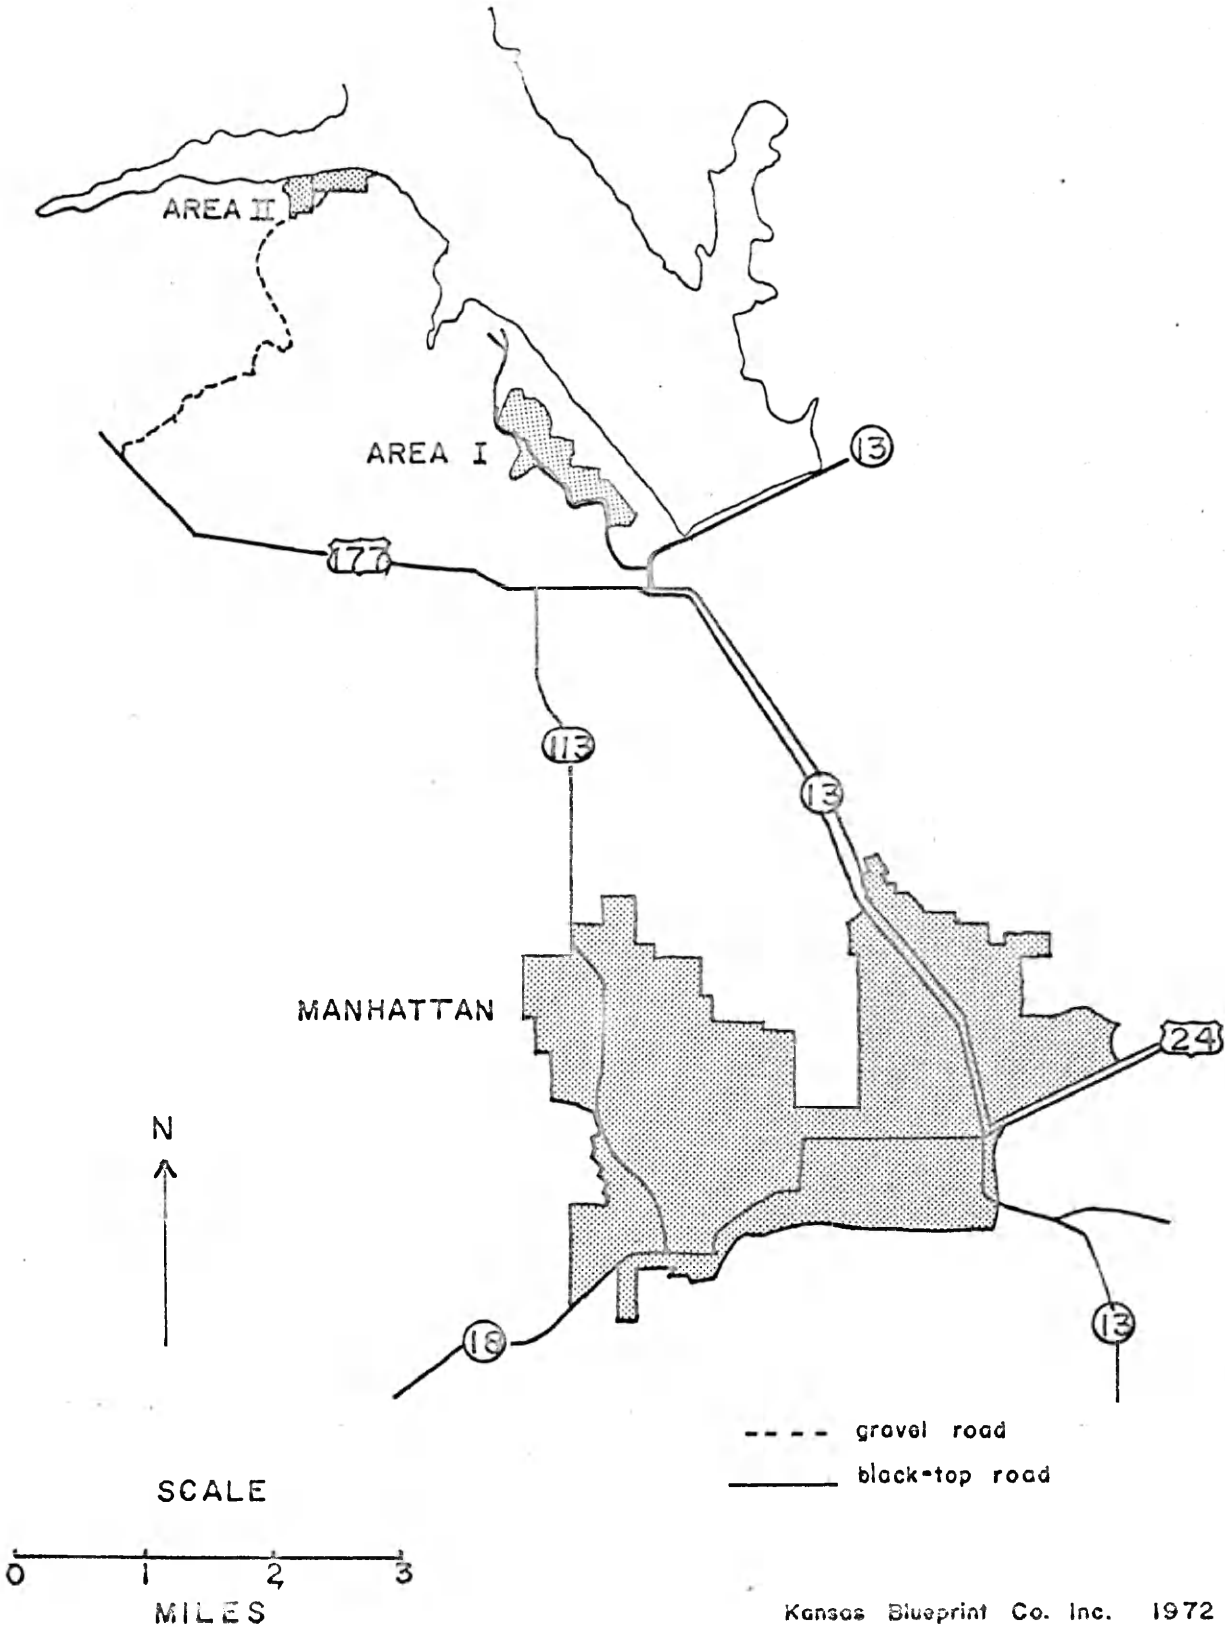 AREA II
AREA I
13
177
113
13
MANHATTAN
24
N
18
13
gravel road
black-top road
SCALE
0 1 2 3
MILES
Kansas Blueprint Co. Inc. 1972